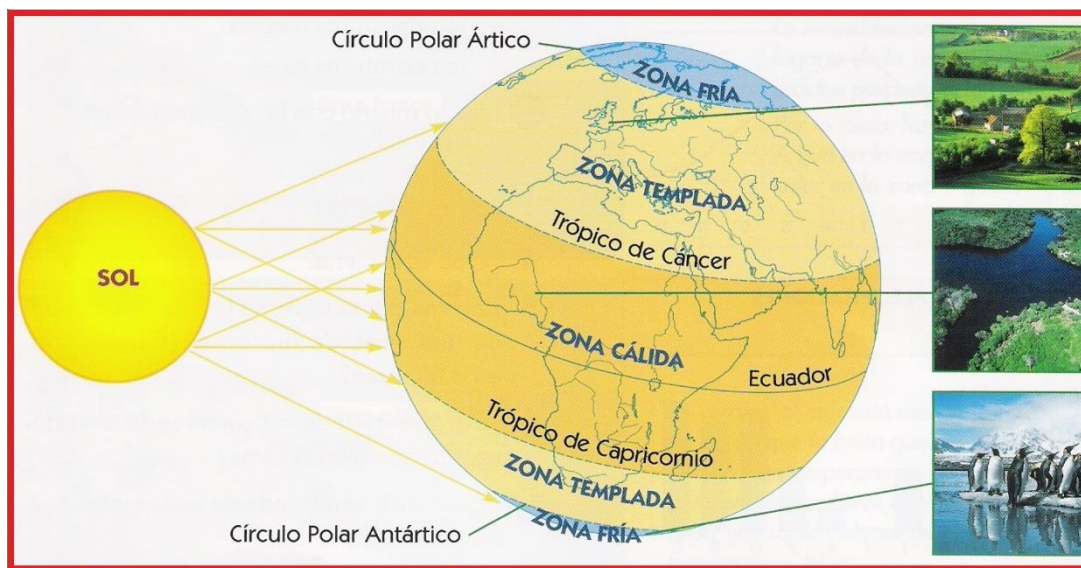 Círculo Polar Ártico
ZONA FRÍA
ZONA TEMPLADA
Trópico de Cáncer
SOL
ZONA CÁLIDA
Ecuador
Trópico de Capricornio
ZONA TEMPLADA
Círculo Polar Antártico
ZONA FRÍA